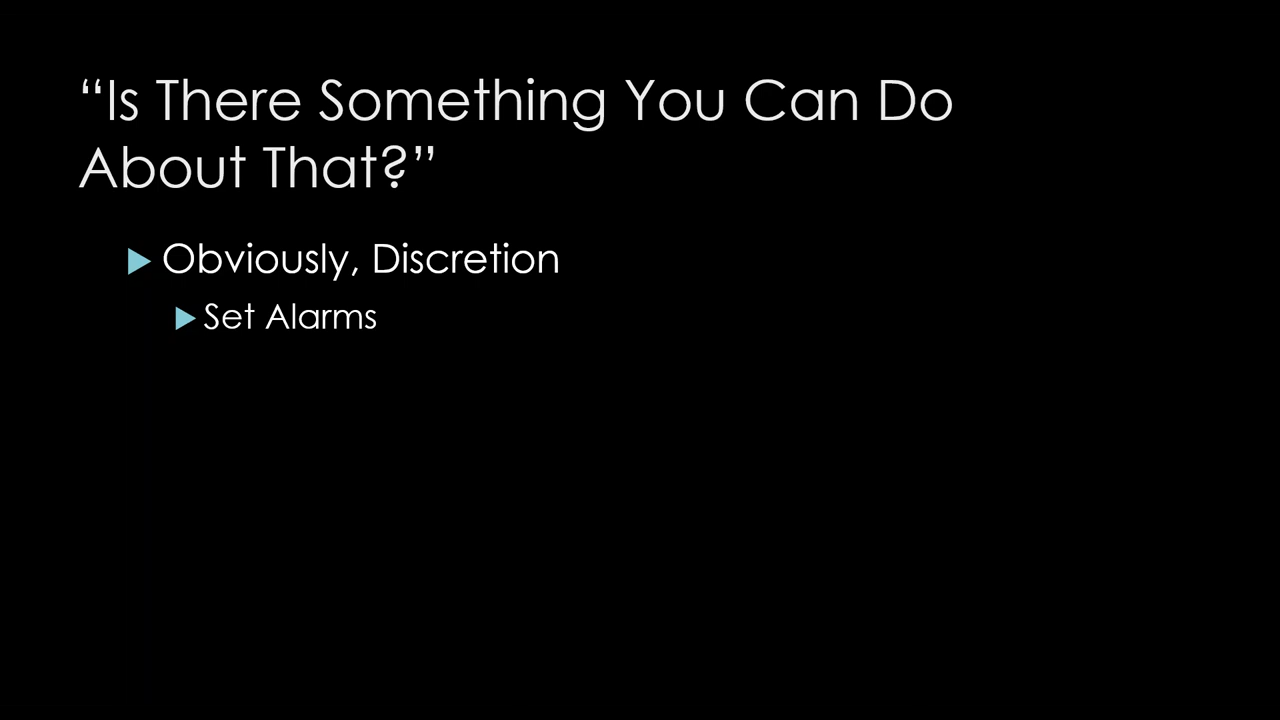 “Is There Something You Can Do
About That?”
Obviously, Discretion
Set Alarms